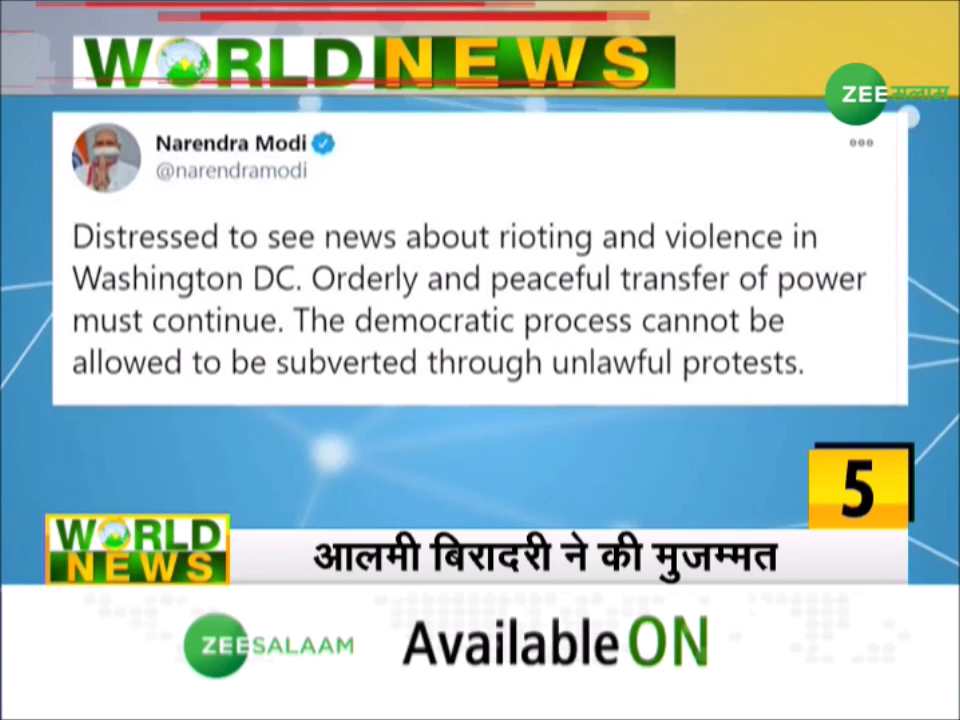 WORLD NEWS
ZEE सलाम
Narendra Modi
@narendramodi
Distressed to see news about rioting and violence in
Washington DC. Orderly and peaceful transfer of power
must continue. The democratic process cannot be
allowed to be subverted through unlawful protests.
5
WORLD
NEWS
आलमी बिरादरी ने की मुजम्मत
ZEE SALAAM
Available ON